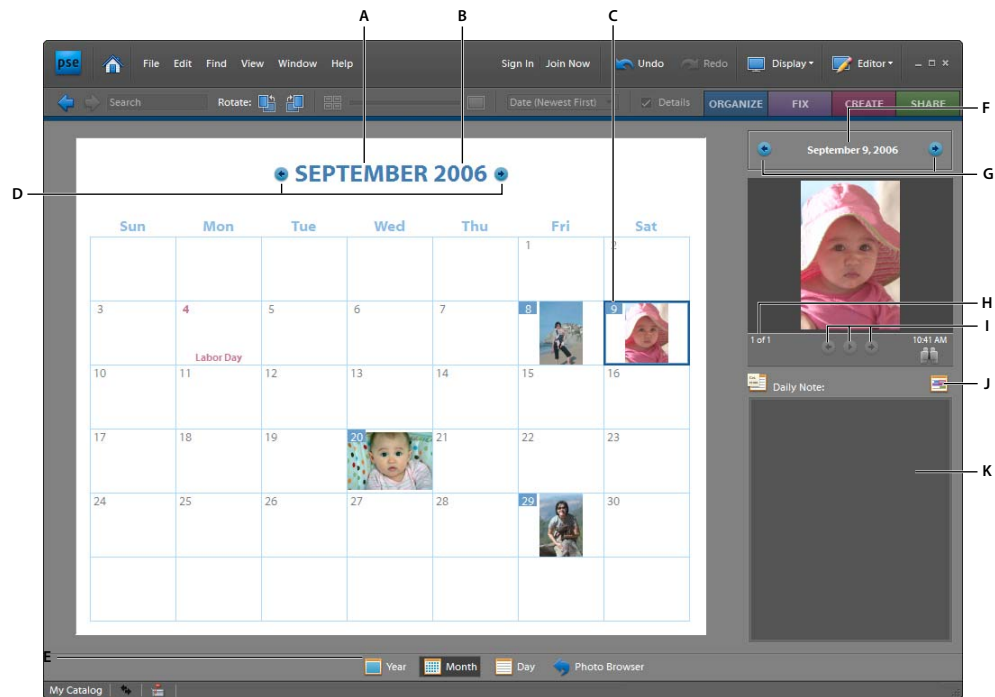 A B C
pse File Edit Find View Window Help Sign In Join Now Undo Redo Display Editor
Search Rotate: Date (Newest First) Details ORGANIZE FIX CREATE SHARE
F
September 9, 2006
G
SEPTEMBER 2006
D
Sun Mon Tue Wed Thu Fri Sat
1 2
3 4 5 6 7 8 9
Labor Day
H
1 of 1 10:41 AM
I
10 11 12 13 14 15 16
Daily Note:
J
17 18 19 20 21 22 23
K
24 25 26 27 28 29 30
E
Year Month Day Photo Browser
My Catalog